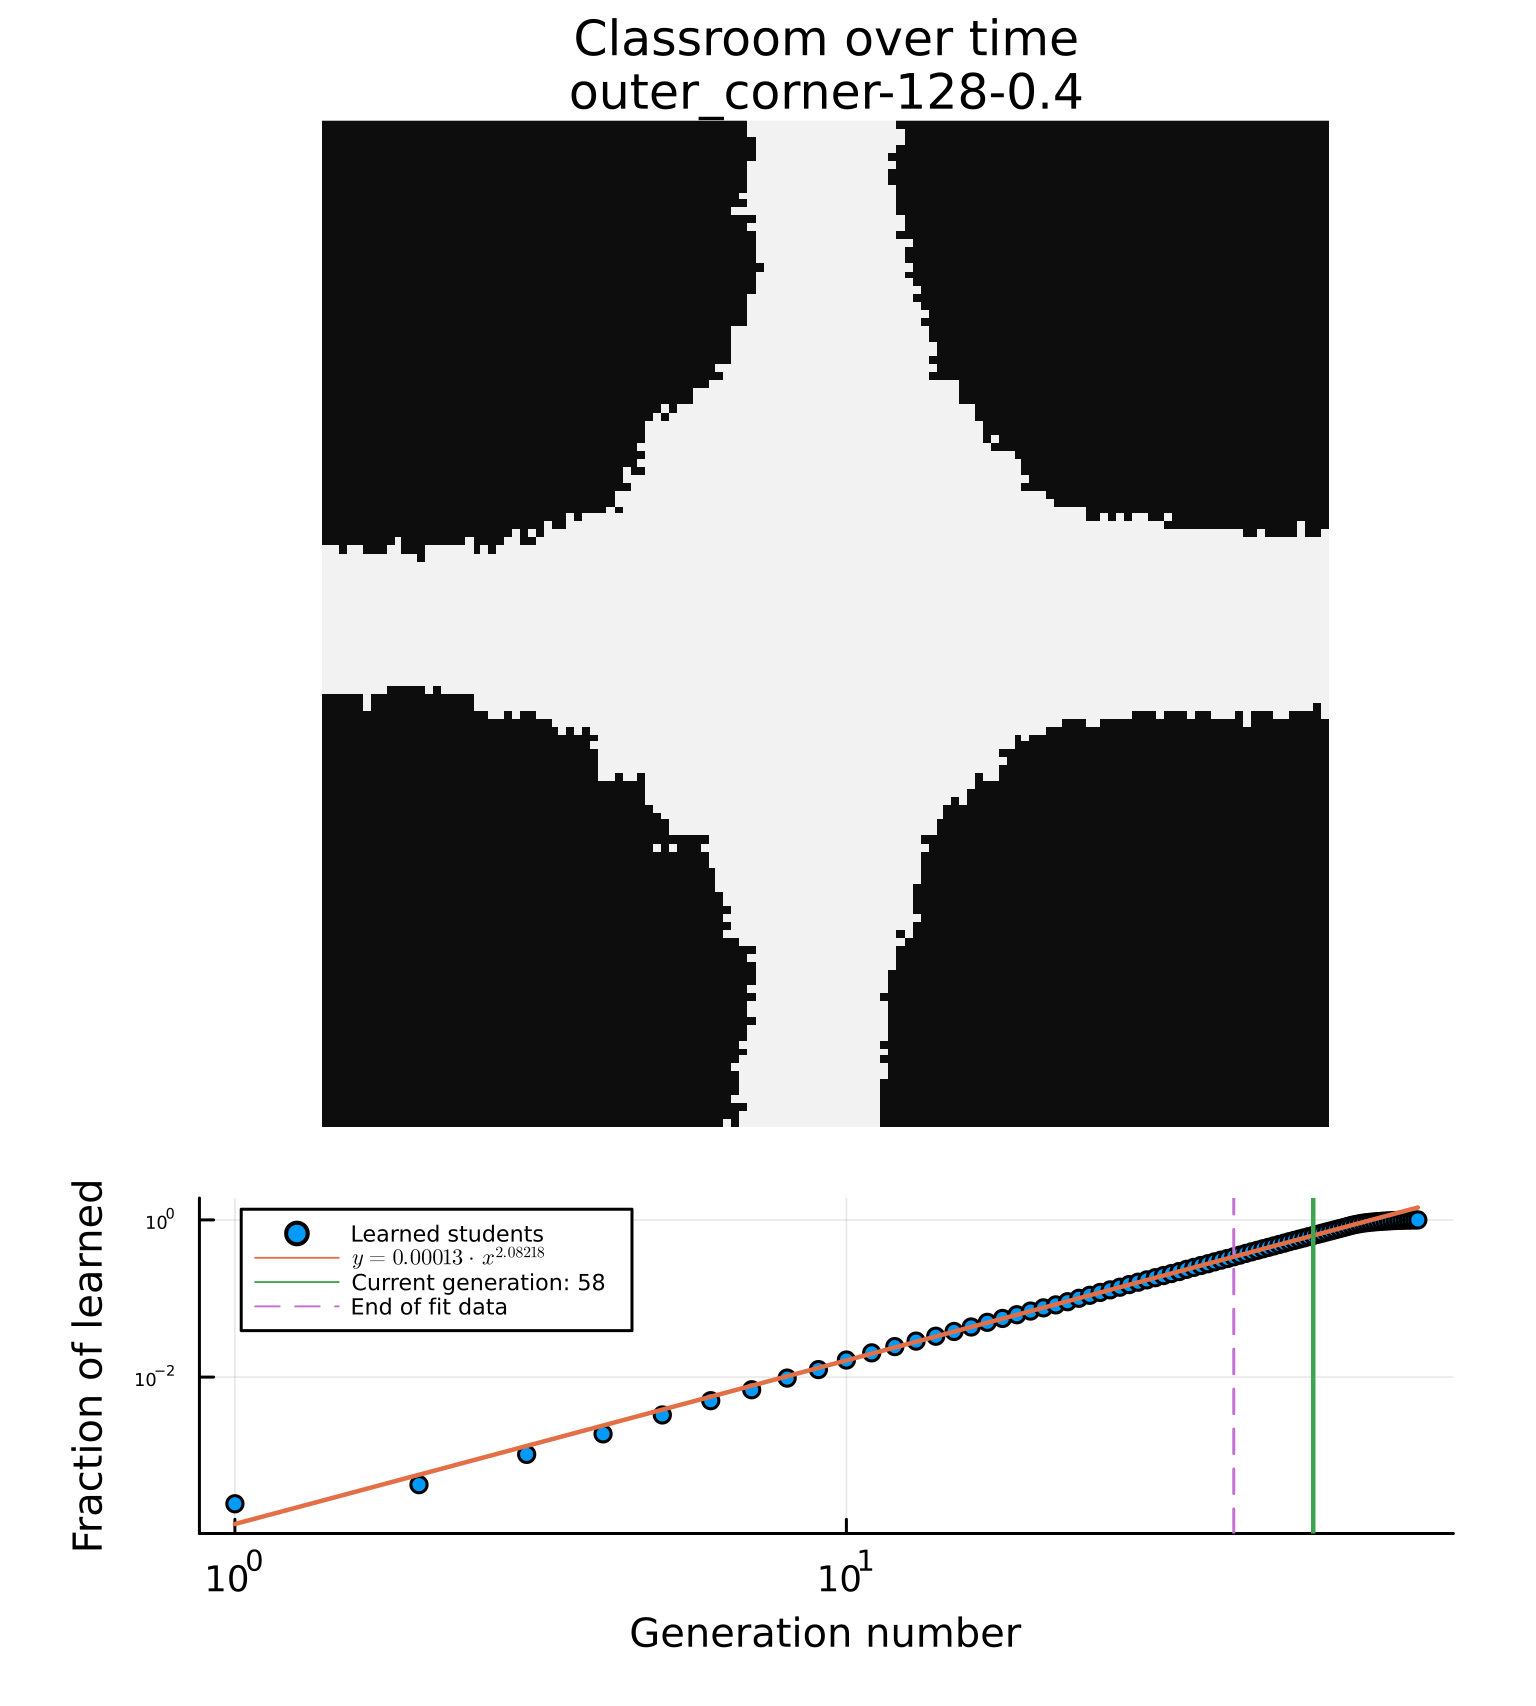 Classroom over time
outer_corner-128-0.4
Fraction of learned
10^0
10^-2
Learned students
y = 0.00013 · x^2.08218
Current generation: 58
End of fit data
10^0
10^1
Generation number